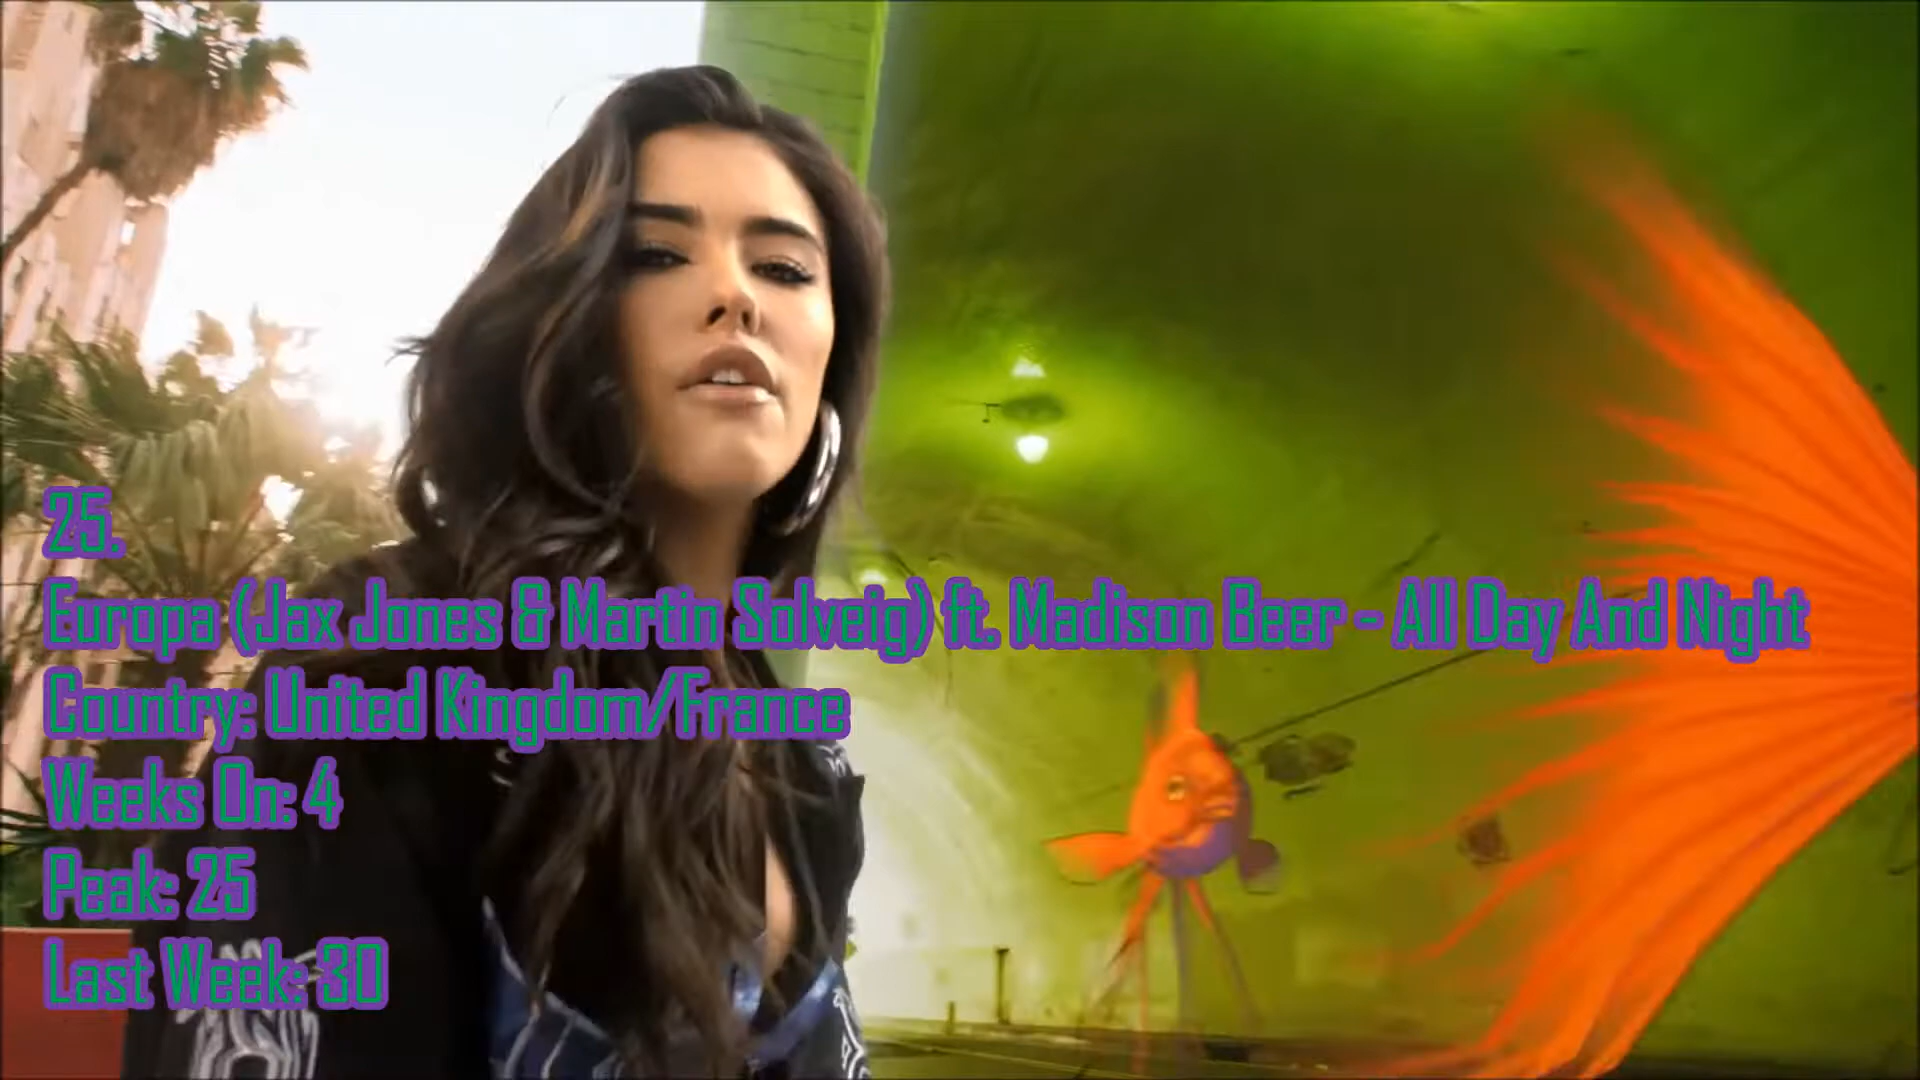 25.
Europa (Jax Jones & Martin Solveig) ft. Madison Beer - All Day And Night
Country: United Kingdom/France
Weeks On: 4
Peak: 25
Last Week: 30